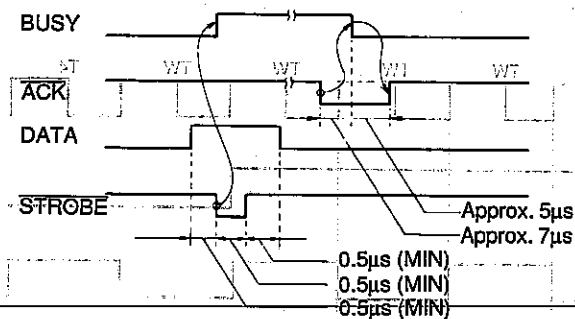 BUSY
WT WT WT WT
ACK
DATA
STROBE
Approx. 5µs
Approx. 7µs
0.5µs (MIN)
0.5µs (MIN)
0.5µs (MIN)